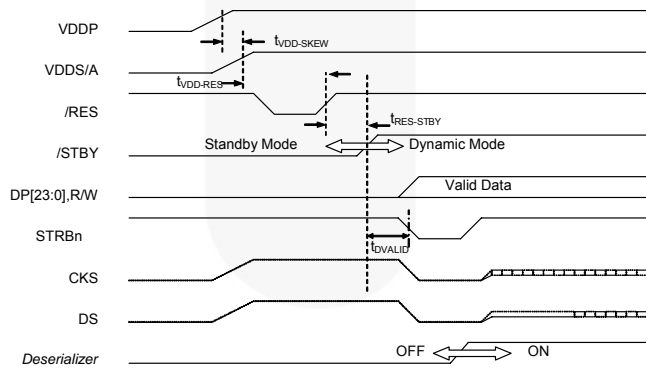 VDDP
tVDD-SKEW
VDDS/A
tVDD-RES
/RES
tRES-STBY
Standby Mode
Dynamic Mode
/STBY
Valid Data
DP[23:0],R/W
STRBn
tDVALID
CKS
DS
OFF
ON
Deserializer